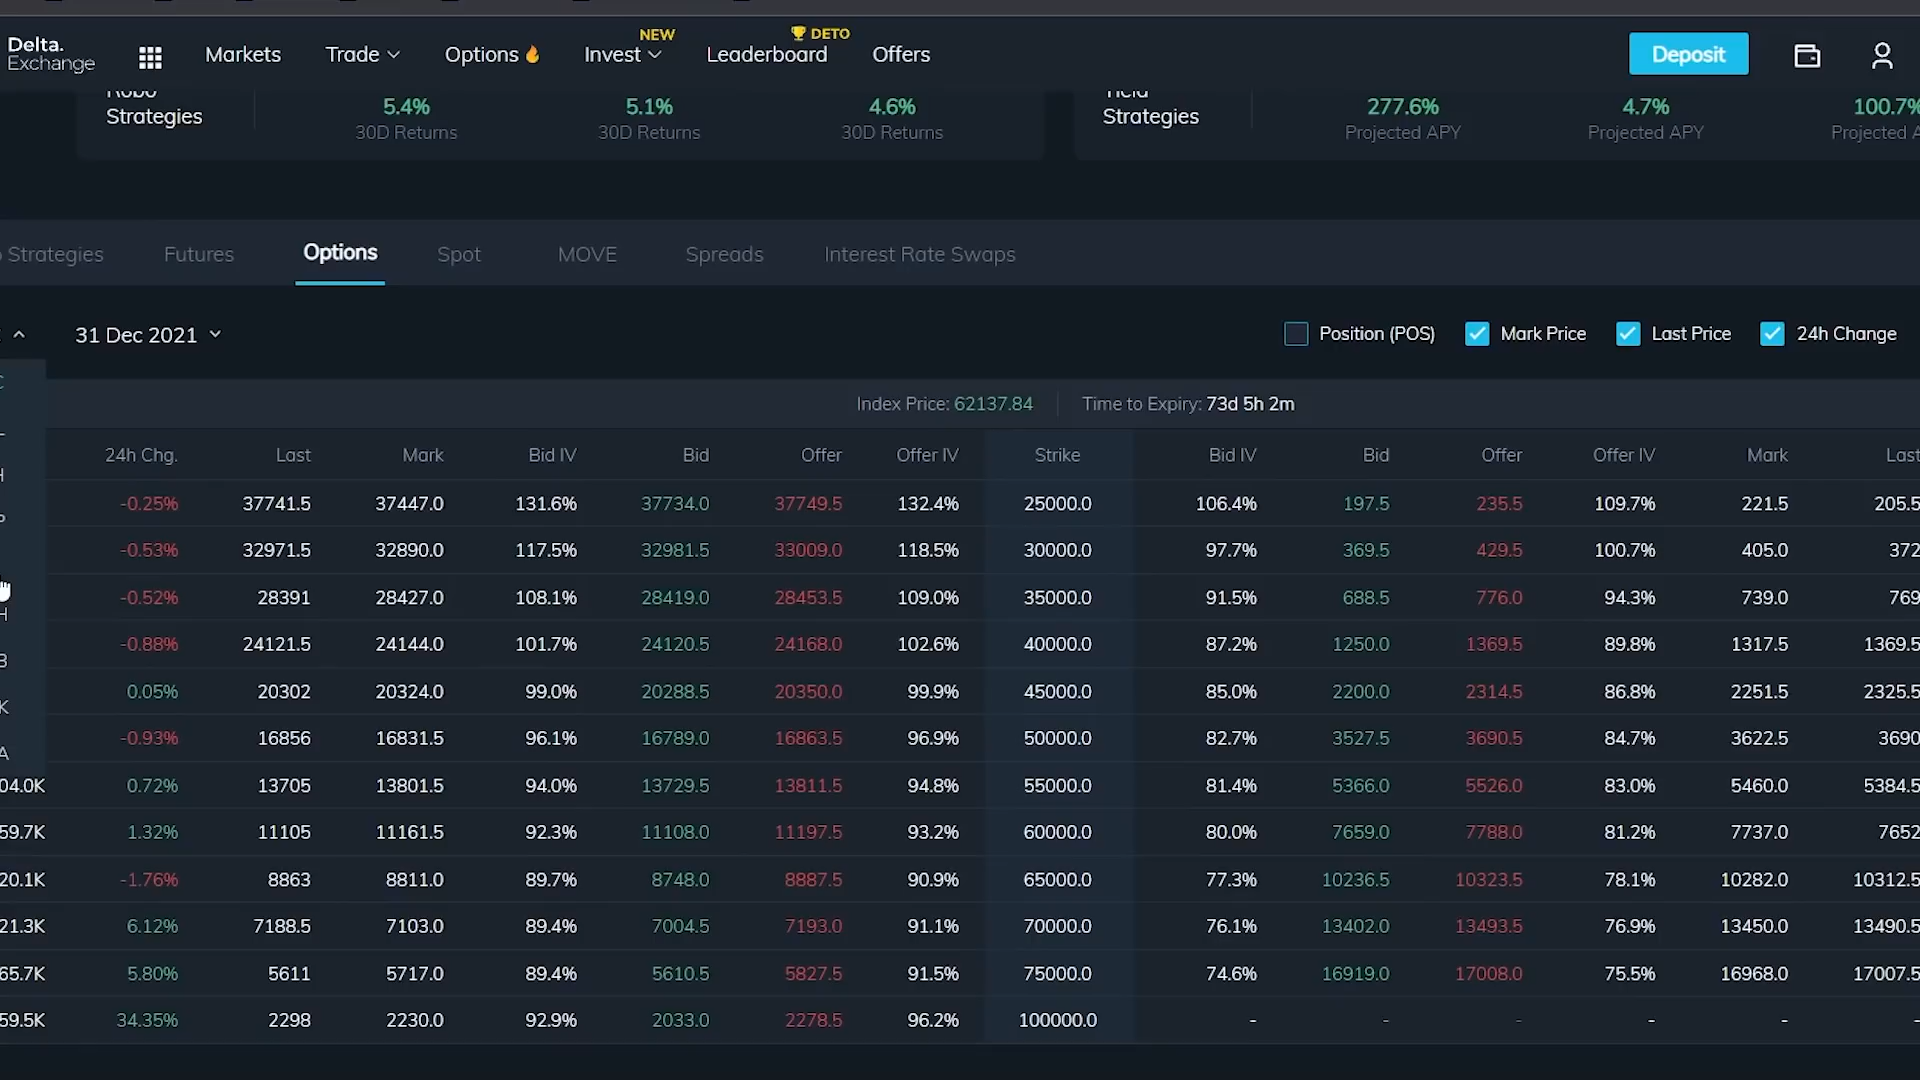 Delta.
Exchange
Markets
Trade
Options
NEW
Invest
DETO
Leaderboard
Offers
Deposit
Strategies
5.4%
30D Returns
5.1%
30D Returns
4.6%
30D Returns
Strategies
277.6%
Projected APY
4.7%
Projected APY
100.7%
Projected
Strategies Futures Options Spot MOVE Spreads Interest Rate Swaps
31 Dec 2021 Position (POS) Mark Price Last Price 24h Change
Index Price: 62137.84 Time to Expiry: 73d 5h 2m
24h Chg. Last Mark Bid IV Bid Offer Offer IV Strike Bid IV Bid Offer Offer IV Mark Last
-0.25% 37741.5 37447.0 131.6% 37734.0 37749.5 132.4% 25000.0 106.4% 197.5 235.5 109.7% 221.5 205.5
-0.53% 32971.5 32890.0 117.5% 32981.5 33009.0 118.5% 30000.0 97.7% 369.5 429.5 100.7% 405.0 372
-0.52% 28391 28427.0 108.1% 28419.0 28453.5 109.0% 35000.0 91.5% 688.5 776.0 94.3% 739.0 769
-0.88% 24121.5 24144.0 101.7% 24120.5 24168.0 102.6% 40000.0 87.2% 1250.0 1369.5 89.8% 1317.5 1369.5
0.05% 20302 20324.0 99.0% 20288.5 20350.0 99.9% 45000.0 85.0% 2200.0 2314.5 86.8% 2251.5 2325.5
-0.93% 16856 16831.5 96.1% 16789.0 16863.5 96.9% 50000.0 82.7% 3527.5 3690.5 84.7% 3622.5 3690
04.0K 0.72% 13705 13801.5 94.0% 13729.5 13811.5 94.8% 55000.0 81.4% 5366.0 5526.0 83.0% 5460.0 5384.5
59.7K 1.32% 11105 11161.5 92.3% 11108.0 11197.5 93.2% 60000.0 80.0% 7659.0 7788.0 81.2% 7737.0 7652
20.1K -1.76% 8863 8811.0 89.7% 8748.0 8887.5 90.9% 65000.0 77.3% 10236.5 10323.5 78.1% 10282.0 10312.5
21.3K 6.12% 7188.5 7103.0 89.4% 7004.5 7193.0 91.1% 70000.0 76.1% 13402.0 13493.5 76.9% 13450.0 13490.5
65.7K 5.80% 5611 5717.0 89.4% 5610.5 5827.5 91.5% 75000.0 74.6% 16919.0 17008.0 75.5% 16968.0 17007.5
59.5K 34.35% 2298 2230.0 92.9% 2033.0 2278.5 96.2% 100000.0 - - - - - -